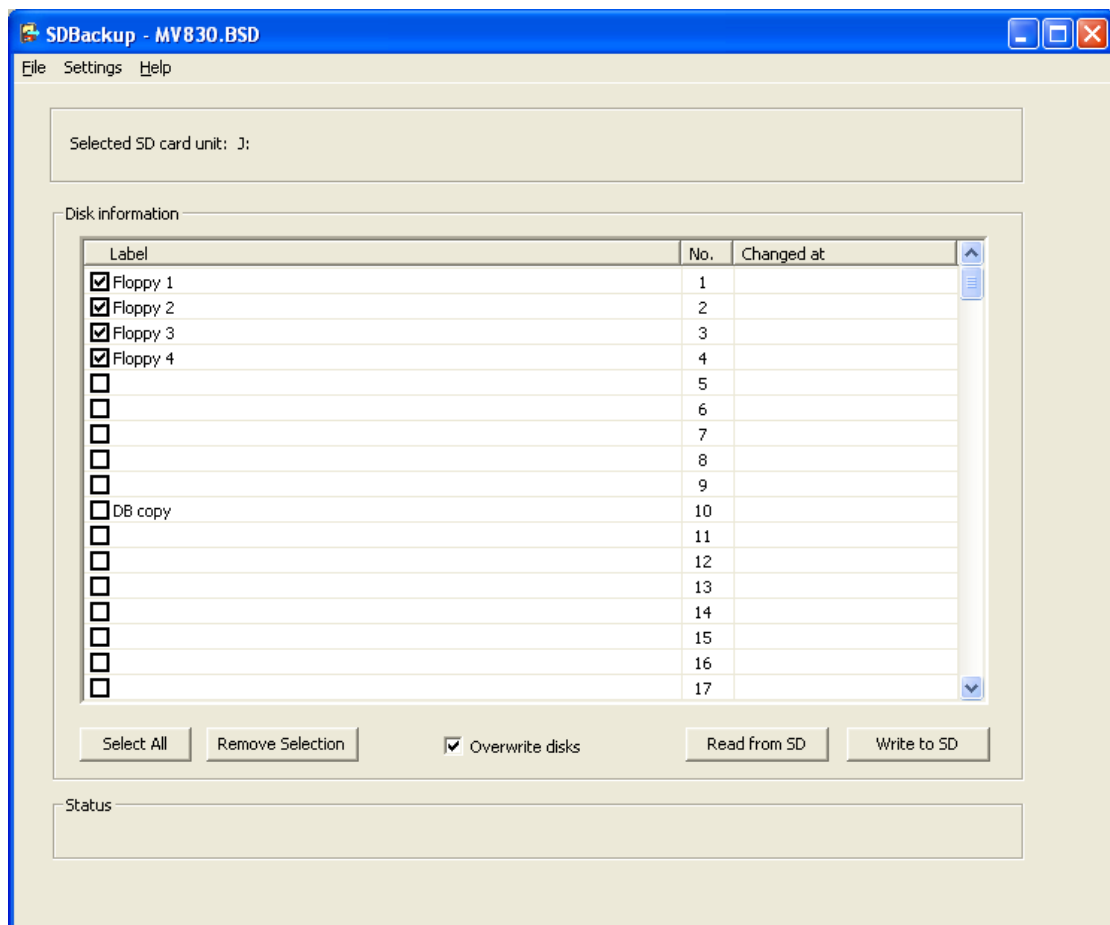 SDBackup - MV830.BSD
File Settings Help
Selected SD card unit: J:
Disk information
Label No. Changed at
Floppy 1 1
Floppy 2 2
Floppy 3 3
Floppy 4 4
5
6
7
8
9
DB copy 10
11
12
13
14
15
16
17
Select All Remove Selection Overwrite disks Read from SD Write to SD
Status